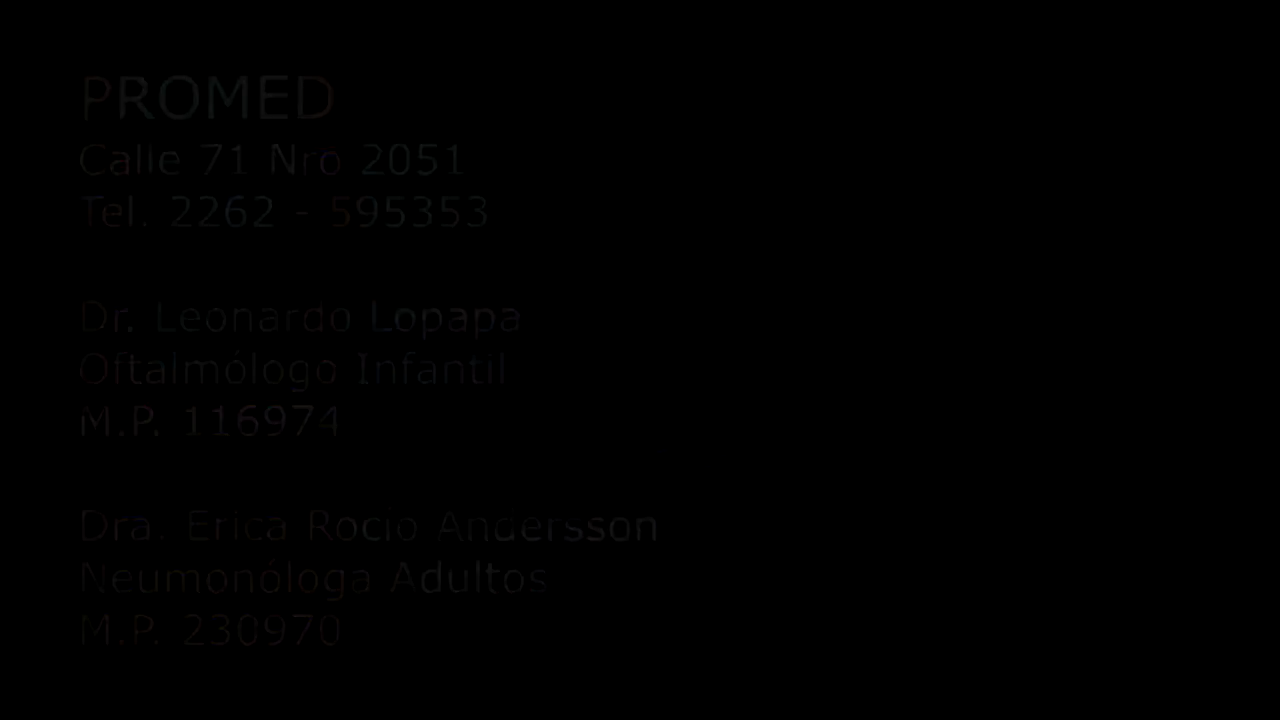 PROMED
Calle 71 Nro 2051
Tel. 2262 - 595353
Dr. Leonardo Lopapa
Oftalmólogo Infantil
M.P. 116974
Dra. Erica Rocio Andersson
Neumonóloga Adultos
M.P. 230970